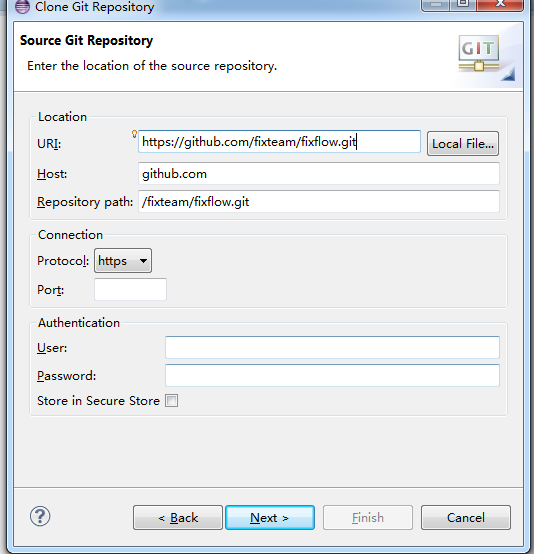 Clone Git Repository
Source Git Repository
Enter the location of the source repository.
GIT
Location
URI: https://github.com/fixteam/fixflow.git Local File...
Host: github.com
Repository path: /fixteam/fixflow.git
Connection
Protocol: https
Port:
Authentication
User:
Password:
Store in Secure Store
? < Back Next > Finish Cancel